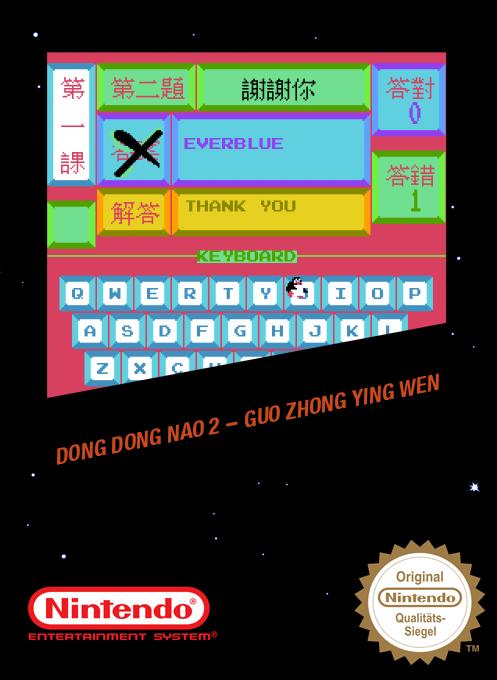 第一課
第二題
謝謝你
答對
0
EVERBLUE
答錯
1
解答
THANK YOU
KEYBOARD
Q W E R T Y I O P
A S D F G H J K L
Z X C
DONG DONG NAO 2 – GUO ZHONG YING WEN
Nintendo®
ENTERTAINMENT SYSTEM®
Original
Nintendo
Qualitäts-
Siegel
TM